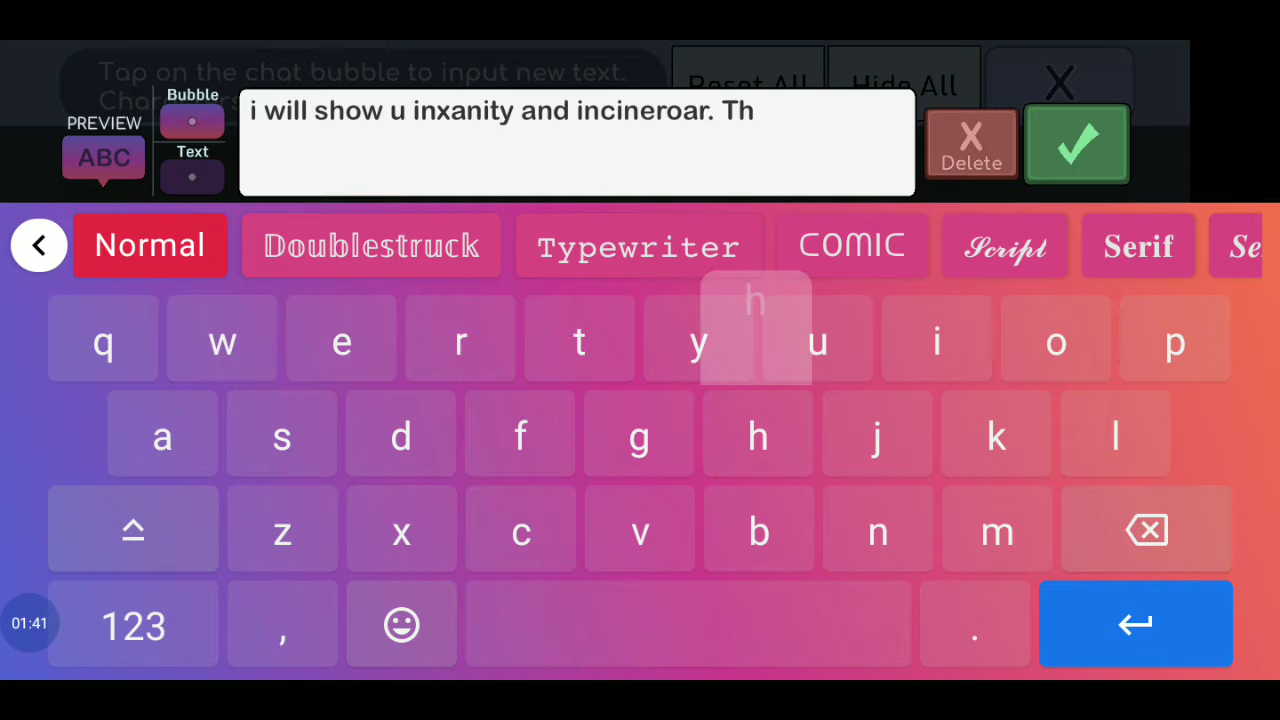 Tap on the chat bubble to input new text.
Reset All
Hide All
X
Bubble
PREVIEW
ABC
Text
i will show u inxanity and incineroar. Th
X
Delete
Normal
𝔻𝕠𝕦𝕓𝕝𝕖𝕤𝕥𝕣𝕦𝕔𝕜
Typewriter
COMIC
Script
Serif
h
q w e r t y u i o p
a s d f g h j k l
z x c v b n m
123 , .
01:41